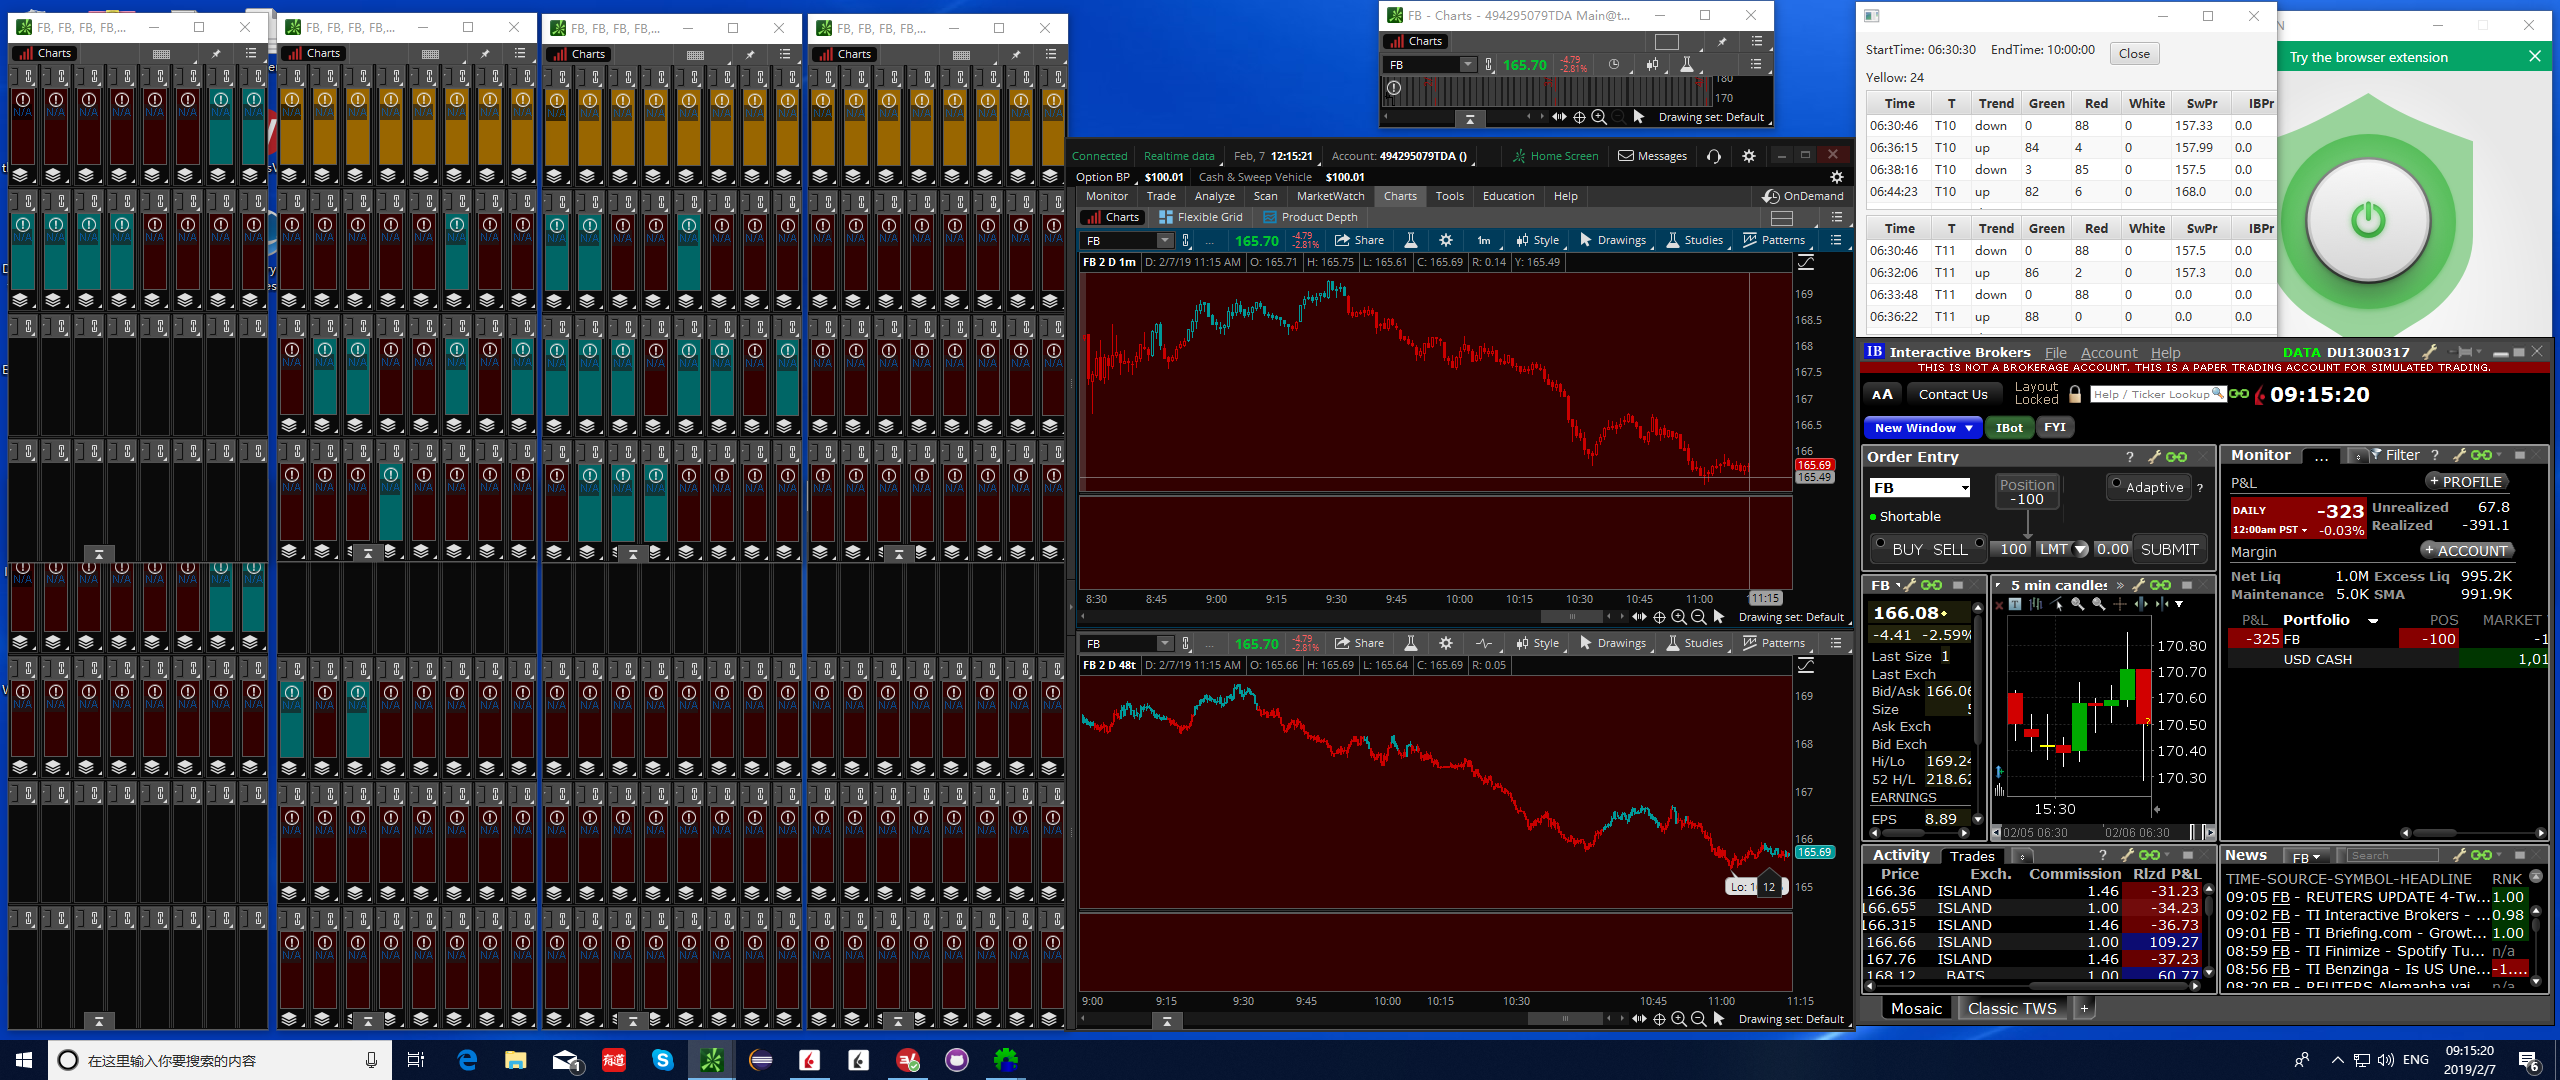 FB, FB, FB, FB,...
Charts
FB, FB, FB, FB,...
Charts
FB, FB, FB, FB,...
Charts
FB, FB, FB, FB,...
Charts
N/A
FB - Charts - 494295079TDA Main@t...
Charts
FB
165.70
-4.79
-2.81%
180
170
Drawing set: Default
Connected
Realtime data
Feb, 7 12:15:21
Account: 494295079TDA ()
Home Screen
Messages
Option BP $100.01 Cash & Sweep Vehicle $100.01
Monitor Trade Analyze Scan MarketWatch Charts Tools Education Help OnDemand
Charts Flexible Grid Product Depth
FB ... 165.70 -4.79 -2.81% Share 1m Style Drawings Studies Patterns
FB 2 D 1m D: 2/7/19 11:15 AM O: 165.71 H: 165.75 L: 165.61 C: 165.69 R: 0.14 Y: 165.49
169
168.5
168
167.5
167
166.5
166
165.69
165.49
8:30 8:45 9:00 9:15 9:30 9:45 10:00 10:15 10:30 10:45 11:00 11:15
Drawing set: Default
FB ... 165.70 -4.79 -2.81% Share Style Drawings Studies Patterns
FB 2 D 48t D: 2/7/19 11:15 AM O: 165.66 H: 165.69 L: 165.64 C: 165.69 R: 0.05
169
168
167
166
165.69
165
Lo: 1
12
9:00 9:15 9:30 9:45 10:00 10:15 10:30 10:45 11:00 11:15
Drawing set: Default
StartTime: 06:30:30 EndTime: 10:00:00 Close
Yellow: 24
Time T Trend Green Red White SwPr IBPr
06:30:46 T10 down 0 88 0 157.33 0.0
06:36:15 T10 up 84 4 0 157.99 0.0
06:38:16 T10 down 3 85 0 157.5 0.0
06:44:23 T10 up 82 6 0 168.0 0.0
Time T Trend Green Red White SwPr IBPr
06:30:46 T11 down 0 88 0 157.5 0.0
06:32:06 T11 up 86 2 0 157.3 0.0
06:33:48 T11 down 0 88 0 0.0 0.0
06:36:22 T11 up 88 0 0 0.0 0.0
N
Try the browser extension
IB Interactive Brokers File Account Help DATA DU1300317
THIS IS NOT A BROKERAGE ACCOUNT. THIS IS A PAPER TRADING ACCOUNT FOR SIMULATED TRADING.
AA Contact Us Layout Locked Help / Ticker Lookup 09:15:20
New Window IBot FYI
Order Entry ?
FB
Position
-100
Adaptive ?
Shortable
BUY SELL 100 LMT 0.00 SUBMIT
FB
166.08
-4.41 -2.59%
Last Size 1
Last Exch
Bid/Ask 166.06
Size 5
Ask Exch
Bid Exch
Hi/Lo 169.24
52 H/L 218.62
EARNINGS
EPS 8.89
5 min candles
170.80
170.70
170.60
170.50
170.40
170.30
15:30
02/05 06:30 02/06 06:30
Monitor ... Filter ?
P&L + PROFILE
DAILY -323
12:00am PST -0.03%
Unrealized 67.8
Realized -391.1
Margin + ACCOUNT
Net Liq 1.0M Excess Liq 995.2K
Maintenance 5.0K SMA 991.9K
P&L Portfolio POS MARKET
-325 FB -100 -1
USD CASH 1,01
Activity Trades ?
Price Exch. Commission Rlzd P&L
166.36 ISLAND 1.46 -31.23
166.65⁵ ISLAND 1.00 -34.23
166.31⁵ ISLAND 1.46 -36.73
166.66 ISLAND 1.00 109.27
167.76 ISLAND 1.46 -37.23
168.12 BATS 1.00 60.77
News FB Search
TIME-SOURCE-SYMBOL-HEADLINE RNK
09:05 FB - REUTERS UPDATE 4-Tw... 1.00
09:02 FB - TI Interactive Brokers - ... 0.98
09:01 FB - TI Briefing.com - Growt... 1.00
08:59 FB - TI Finimize - Spotify Tu... n/a
08:56 FB - TI Benzinga - Is US Une... -1....
08:20 FB - REUTERS Alemanha vai n/a
Mosaic Classic TWS +
在这里输入你要搜索的内容
1
有道
ENG
09:15:20
2019/2/7
6